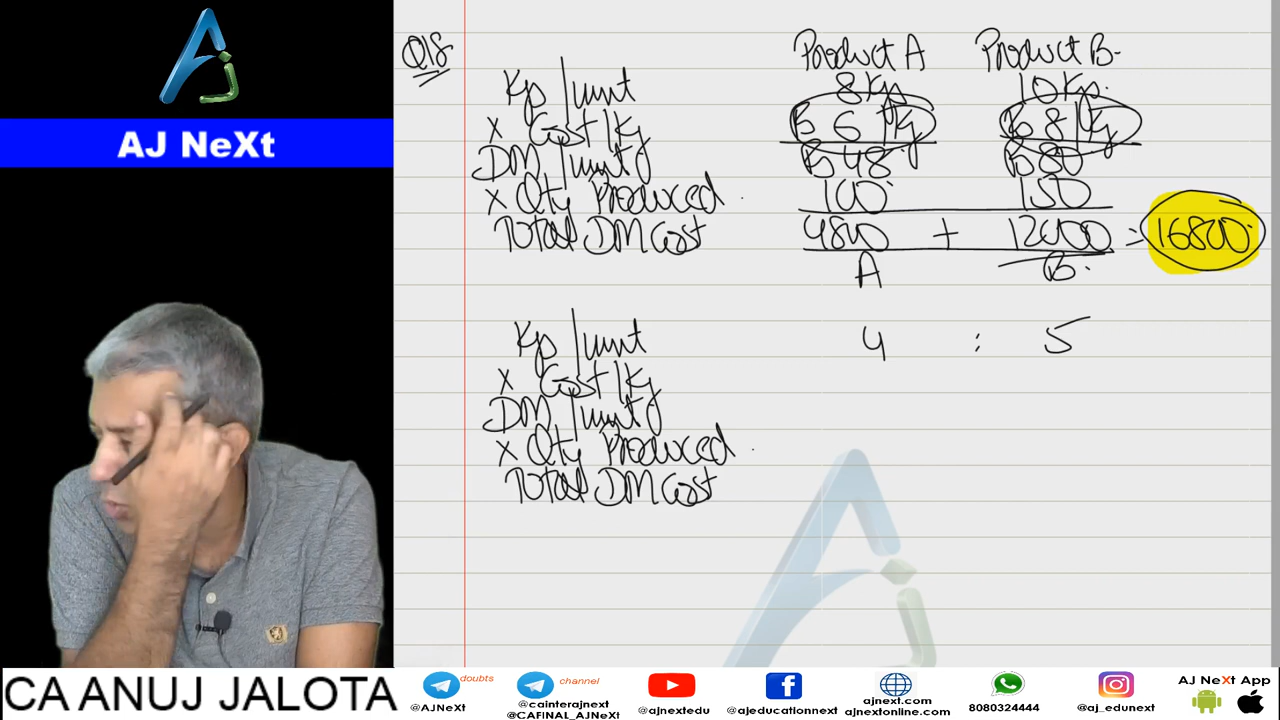 AJ NeXt
Q18
Product A Product B
Kg/unit 8 Kg 10 Kg.
x Cost/Kg ₨ 6/Kg ₨ 8/Kg
DM/unit ₨ 48 ₨ 80
x Qty Produced 100 150
Total DM Cost 4800 + 12000 = 16800
A B
Kg/unit 4 : 5
x Cost/Kg
DM/unit
x Qty Produced
Total DM Cost
CA ANUJ JALOTA
doubts
@AJNeXt
channel
@cainterajnext
@CAFINAL_AJNeXt
@ajnextedu
@ajeducationnext
ajnext.com
ajnextonline.com
8080324444
@aj_edunext
AJ NeXt App